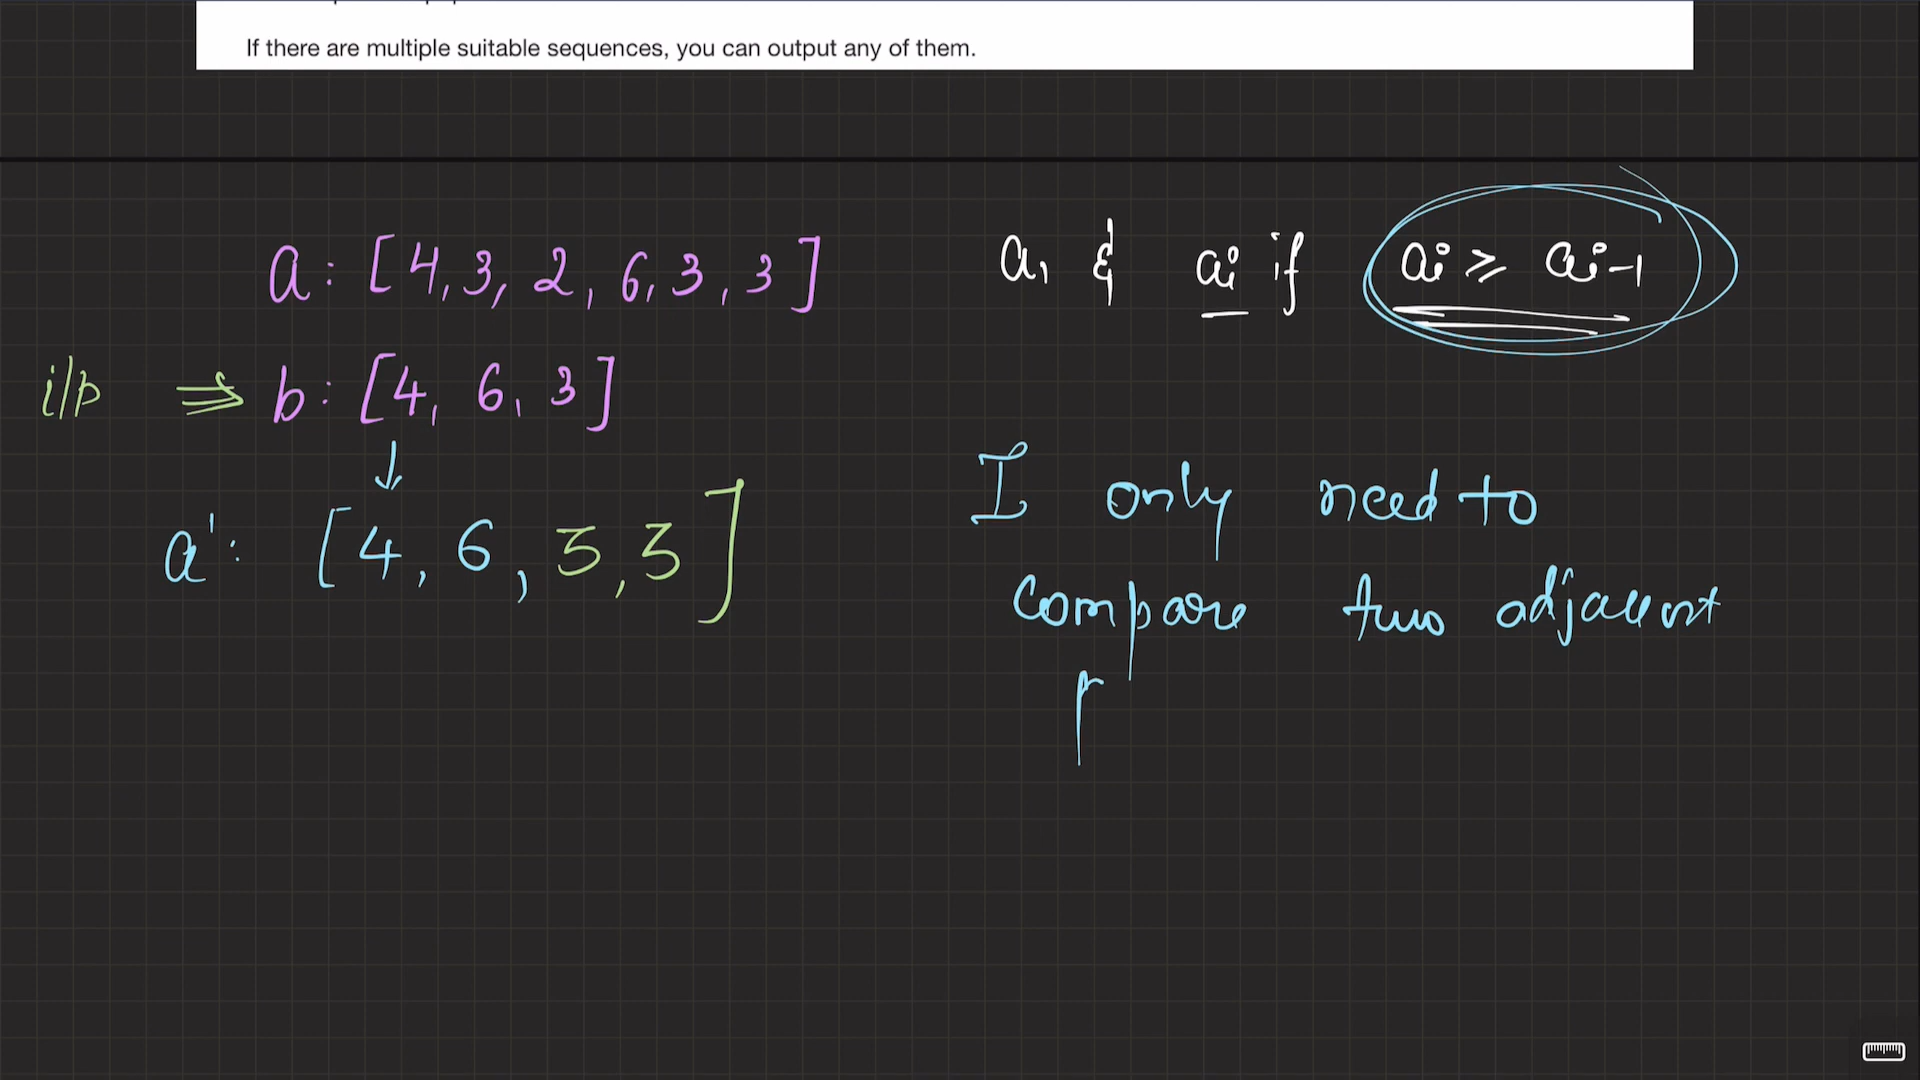 If there are multiple suitable sequences, you can output any of them.
a: [4, 3, 2, 6, 3, 3]
a1 & ai if ai ≥ ai-1
i/p ⇒ b: [4, 6, 3]
↓
a': [4, 6, 3, 3]
I only need to
compare two adjacent
p